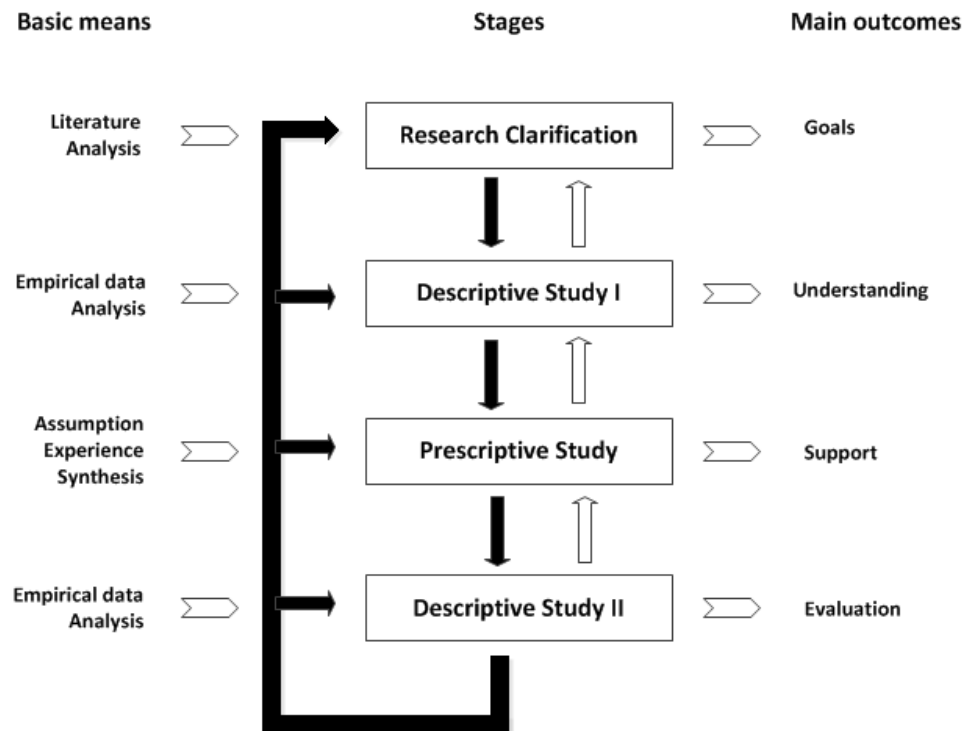 Basic means
Stages
Main outcomes
Literature
Analysis
Research Clarification
Goals
Empirical data
Analysis
Descriptive Study I
Understanding
Assumption
Experience
Synthesis
Prescriptive Study
Support
Empirical data
Analysis
Descriptive Study II
Evaluation